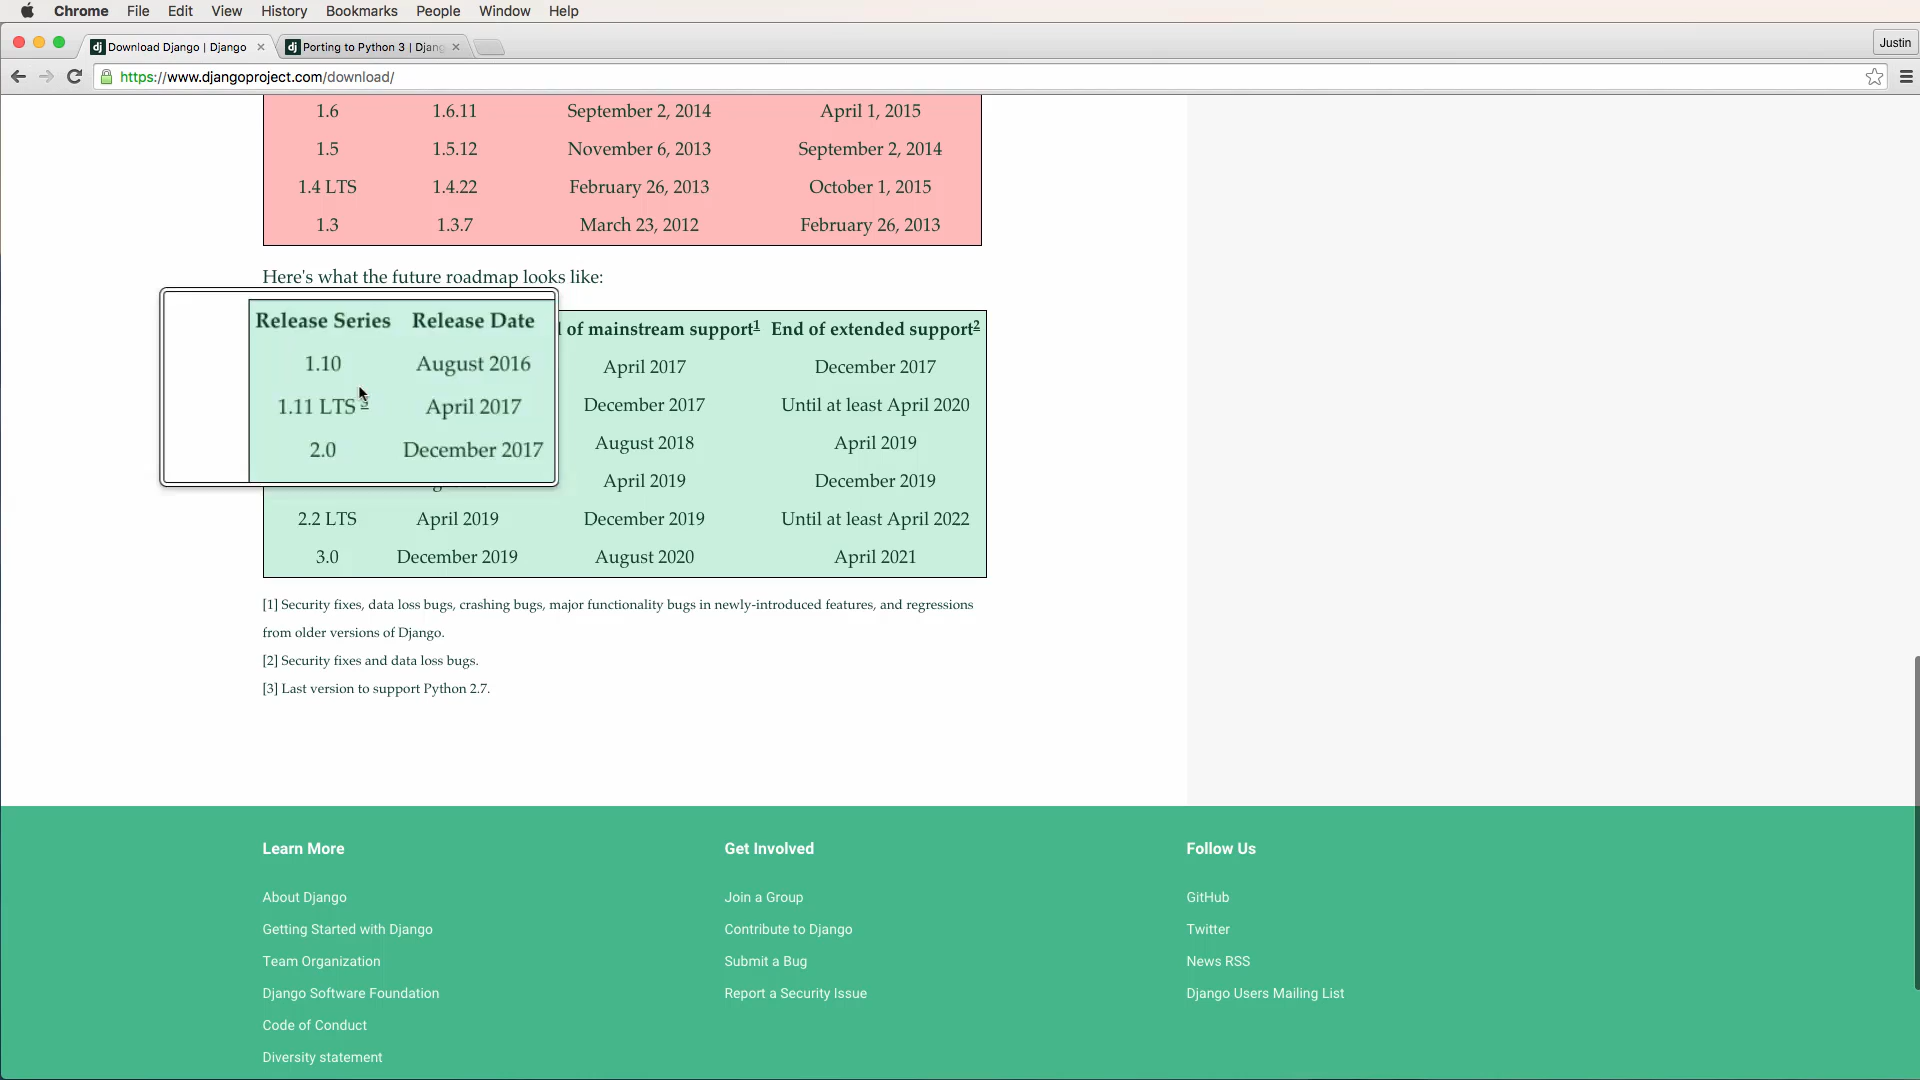 Chrome File Edit View History Bookmarks People Window Help
Download Django | Django Porting to Python 3 | Djang Justin
https://www.djangoproject.com/download/
1.6 1.6.11 September 2, 2014 April 1, 2015
1.5 1.5.12 November 6, 2013 September 2, 2014
1.4 LTS 1.4.22 February 26, 2013 October 1, 2015
1.3 1.3.7 March 23, 2012 February 26, 2013
Here's what the future roadmap looks like:
Release Series Release Date of mainstream support1 End of extended support2
1.10 August 2016 April 2017 December 2017
1.11 LTS April 2017 December 2017 Until at least April 2020
2.0 December 2017 August 2018 April 2019
April 2019 December 2019
2.2 LTS April 2019 December 2019 Until at least April 2022
3.0 December 2019 August 2020 April 2021
[1] Security fixes, data loss bugs, crashing bugs, major functionality bugs in newly-introduced features, and regressions
from older versions of Django.
[2] Security fixes and data loss bugs.
[3] Last version to support Python 2.7.
Learn More
About Django
Getting Started with Django
Team Organization
Django Software Foundation
Code of Conduct
Diversity statement
Get Involved
Join a Group
Contribute to Django
Submit a Bug
Report a Security Issue
Follow Us
GitHub
Twitter
News RSS
Django Users Mailing List